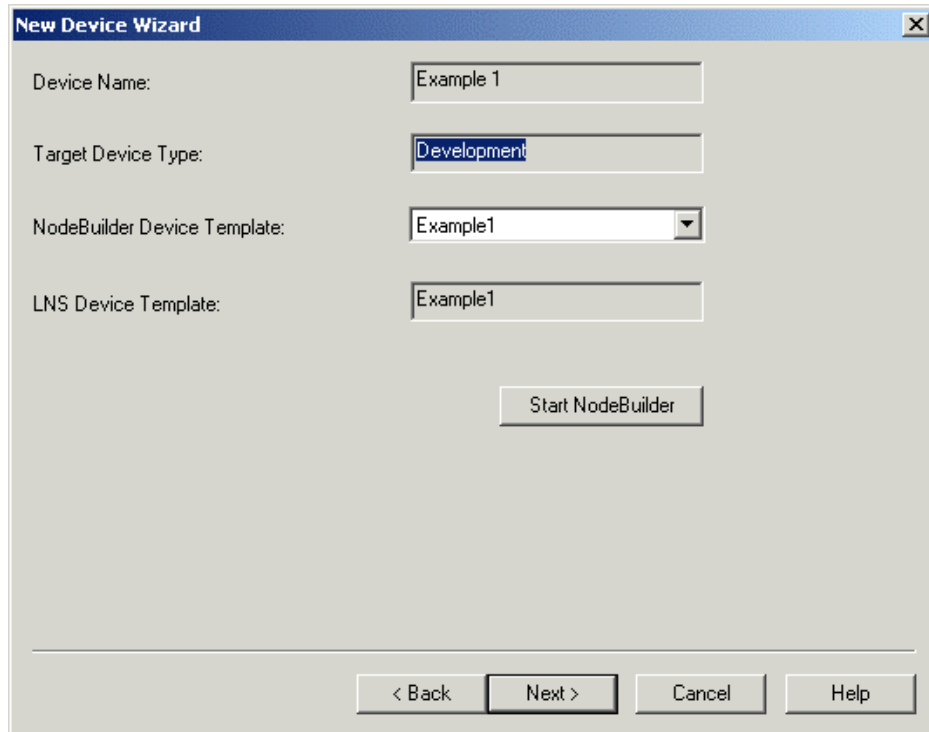 New Device Wizard
Device Name: Example 1
Target Device Type: Development
NodeBuilder Device Template: Example1
LNS Device Template: Example1
Start NodeBuilder
< Back Next > Cancel Help